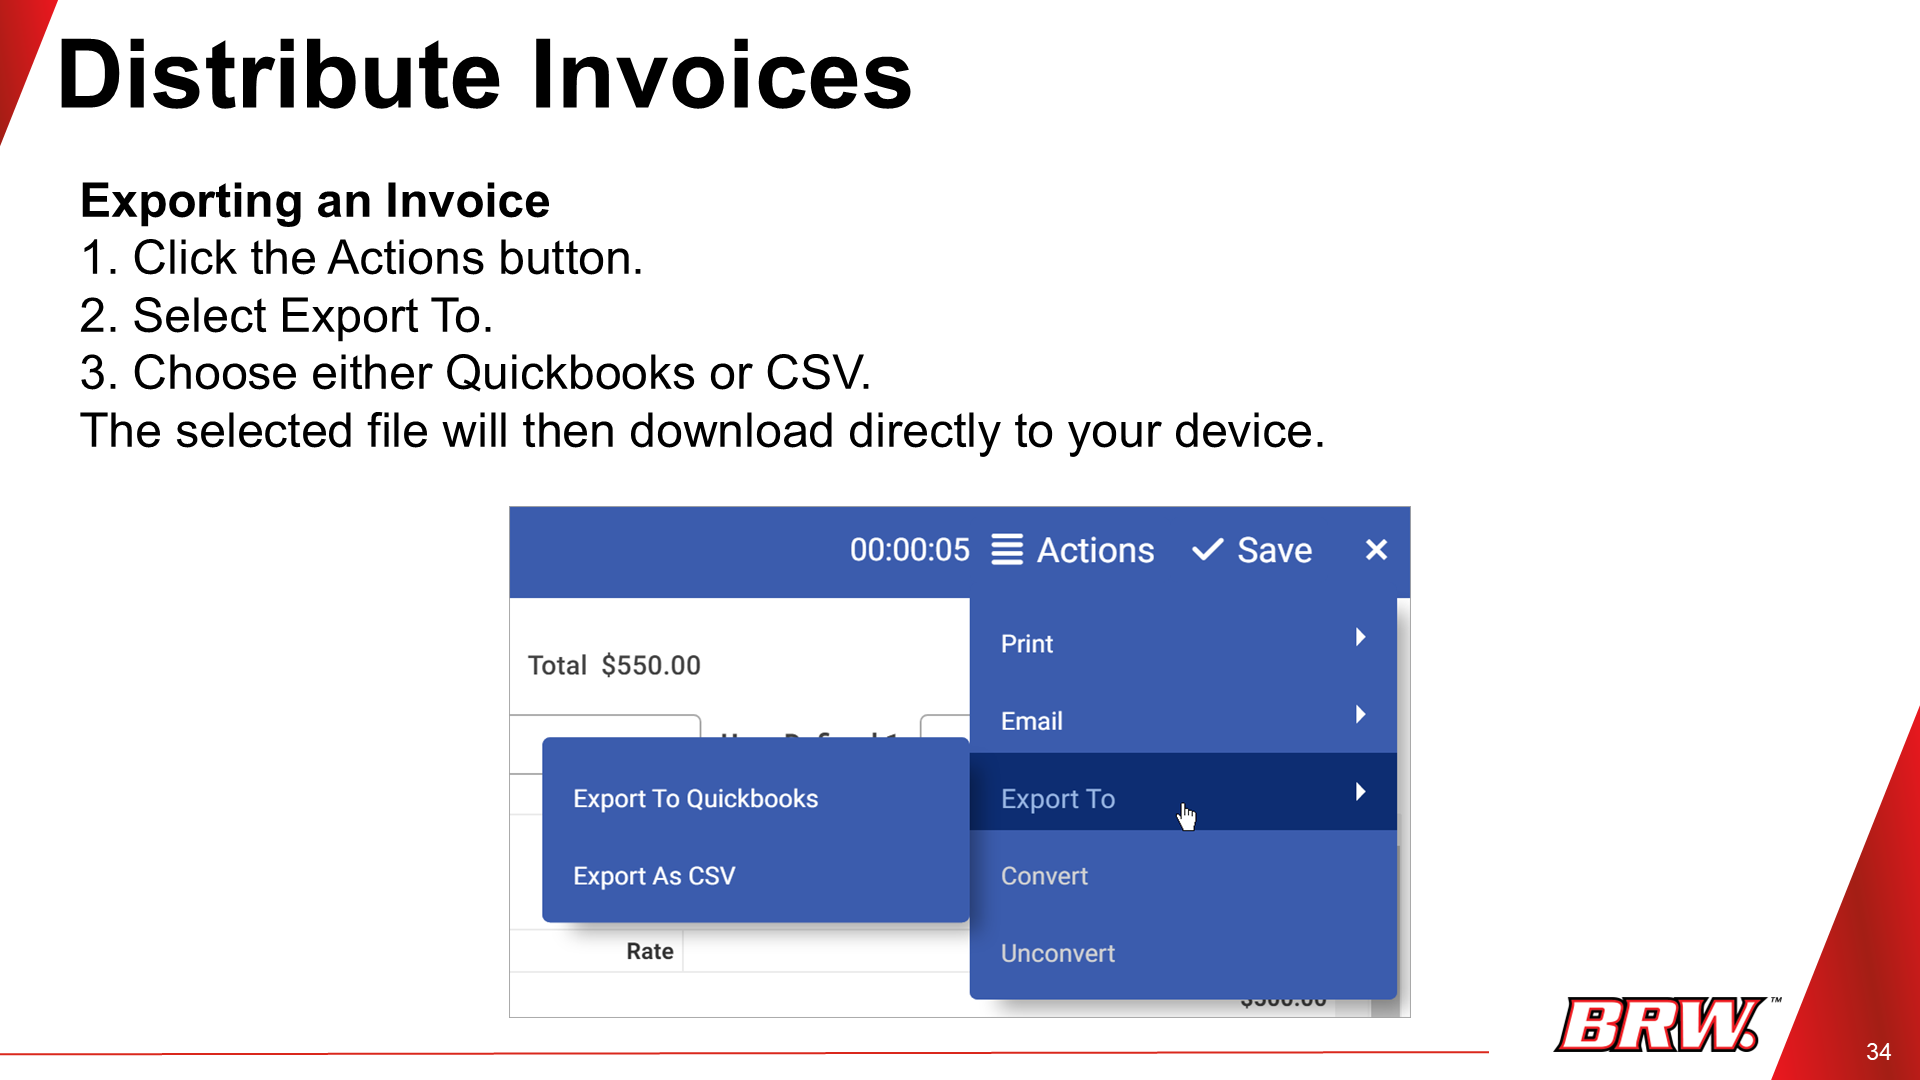 Distribute Invoices
Exporting an Invoice
1. Click the Actions button.
2. Select Export To.
3. Choose either Quickbooks or CSV.
The selected file will then download directly to your device.
00:00:05 Actions Save
Print
Total $550.00
Email
Export To Quickbooks
Export To
Export As CSV
Convert
Rate
Unconvert
BRW. ™
34